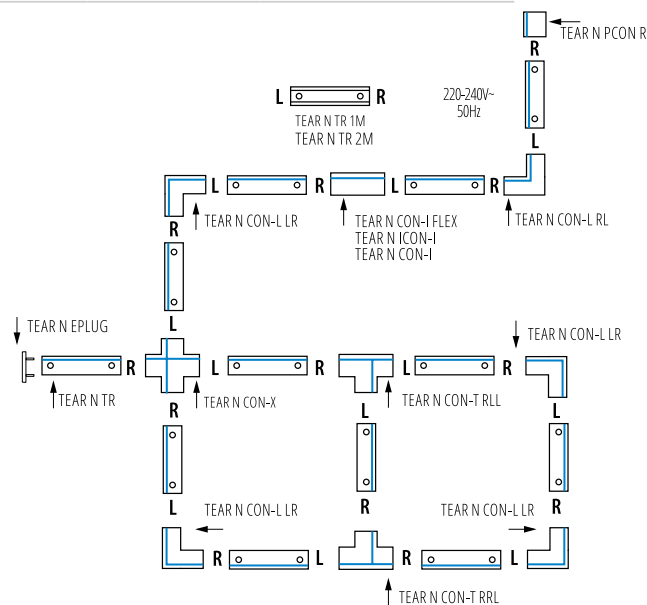 TEAR N PCON R
R
L R
220-240V~
50Hz
TEAR N TR 1M
TEAR N TR 2M
L
L R L R
TEAR N CON-L LR
TEAR N CON-I FLEX
TEAR N ICON-I
TEAR N CON-I
TEAR N CON-L RL
R
L
TEAR N EPLUG
TEAR N CON-L LR
R L R L R
TEAR N TR
TEAR N CON-X
TEAR N CON-T RLL
R L L
L R R
TEAR N CON-L LR
TEAR N CON-L LR
R L R L
TEAR N CON-T RRL